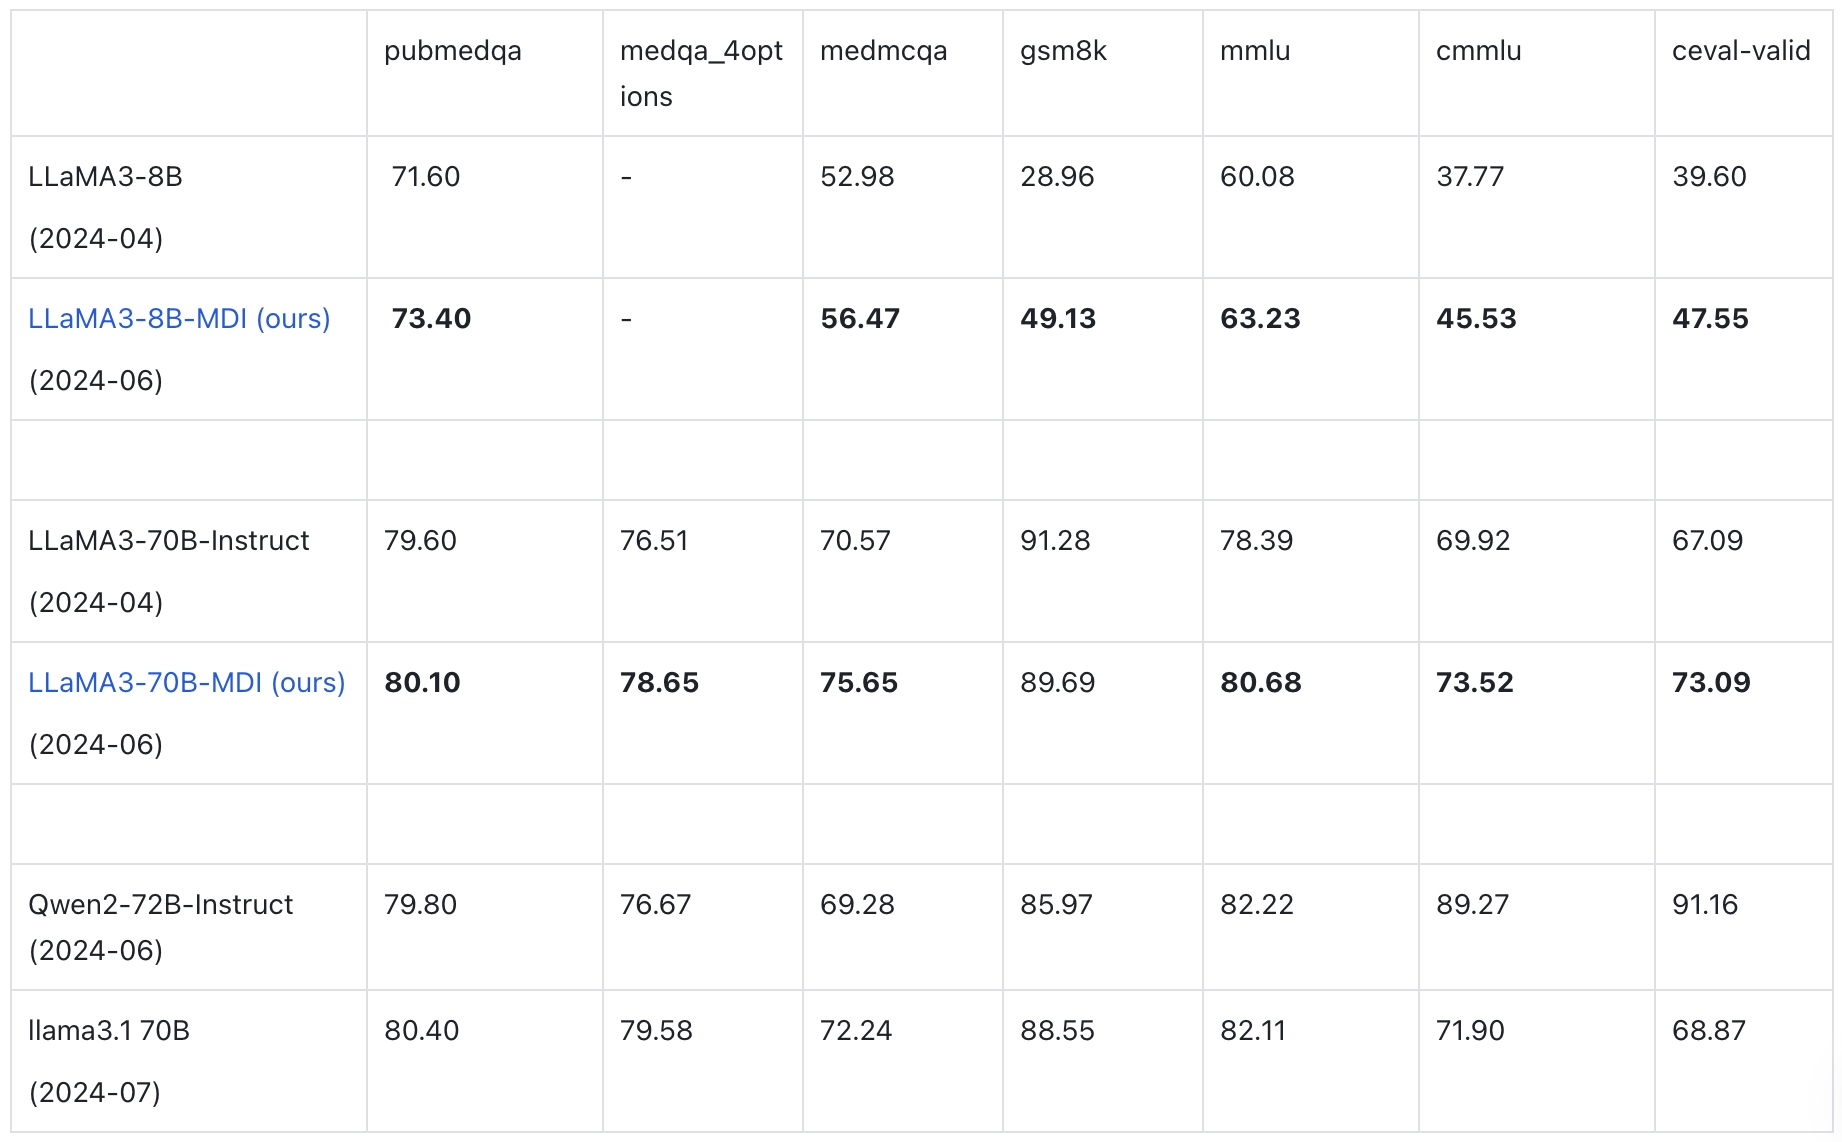 pubmedqa medqa_4opt medmcqa gsm8k mmlu cmmlu ceval-valid
ions
LLaMA3-8B 71.60 - 52.98 28.96 60.08 37.77 39.60
(2024-04)
LLaMA3-8B-MDI (ours) 73.40 - 56.47 49.13 63.23 45.53 47.55
(2024-06)
LLaMA3-70B-Instruct 79.60 76.51 70.57 91.28 78.39 69.92 67.09
(2024-04)
LLaMA3-70B-MDI (ours) 80.10 78.65 75.65 89.69 80.68 73.52 73.09
(2024-06)
Qwen2-72B-Instruct 79.80 76.67 69.28 85.97 82.22 89.27 91.16
(2024-06)
llama3.1 70B 80.40 79.58 72.24 88.55 82.11 71.90 68.87
(2024-07)